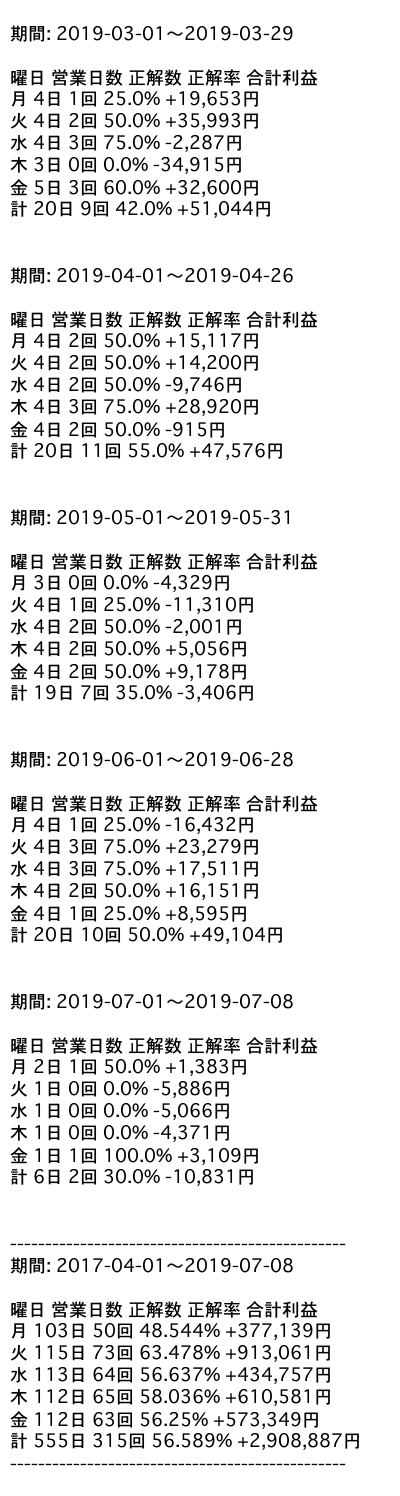 期間: 2019-03-01〜2019-03-29
曜日 営業日数 正解数 正解率 合計利益
月 4日 1回 25.0% +19,653円
火 4日 2回 50.0% +35,993円
水 4日 3回 75.0% -2,287円
木 3日 0回 0.0% -34,915円
金 5日 3回 60.0% +32,600円
計 20日 9回 42.0% +51,044円
期間: 2019-04-01〜2019-04-26
曜日 営業日数 正解数 正解率 合計利益
月 4日 2回 50.0% +15,117円
火 4日 2回 50.0% +14,200円
水 4日 2回 50.0% -9,746円
木 4日 3回 75.0% +28,920円
金 4日 2回 50.0% -915円
計 20日 11回 55.0% +47,576円
期間: 2019-05-01〜2019-05-31
曜日 営業日数 正解数 正解率 合計利益
月 3日 0回 0.0% -4,329円
火 4日 1回 25.0% -11,310円
水 4日 2回 50.0% -2,001円
木 4日 2回 50.0% +5,056円
金 4日 2回 50.0% +9,178円
計 19日 7回 35.0% -3,406円
期間: 2019-06-01〜2019-06-28
曜日 営業日数 正解数 正解率 合計利益
月 4日 1回 25.0% -16,432円
火 4日 3回 75.0% +23,279円
水 4日 3回 75.0% +17,511円
木 4日 2回 50.0% +16,151円
金 4日 1回 25.0% +8,595円
計 20日 10回 50.0% +49,104円
期間: 2019-07-01〜2019-07-08
曜日 営業日数 正解数 正解率 合計利益
月 2日 1回 50.0% +1,383円
火 1日 0回 0.0% -5,886円
水 1日 0回 0.0% -5,066円
木 1日 0回 0.0% -4,371円
金 1日 1回 100.0% +3,109円
計 6日 2回 30.0% -10,831円
------------------------------------------------
期間: 2017-04-01〜2019-07-08
曜日 営業日数 正解数 正解率 合計利益
月 103日 50回 48.544% +377,139円
火 115日 73回 63.478% +913,061円
水 113日 64回 56.637% +434,757円
木 112日 65回 58.036% +610,581円
金 112日 63回 56.25% +573,349円
計 555日 315回 56.589% +2,908,887円
------------------------------------------------